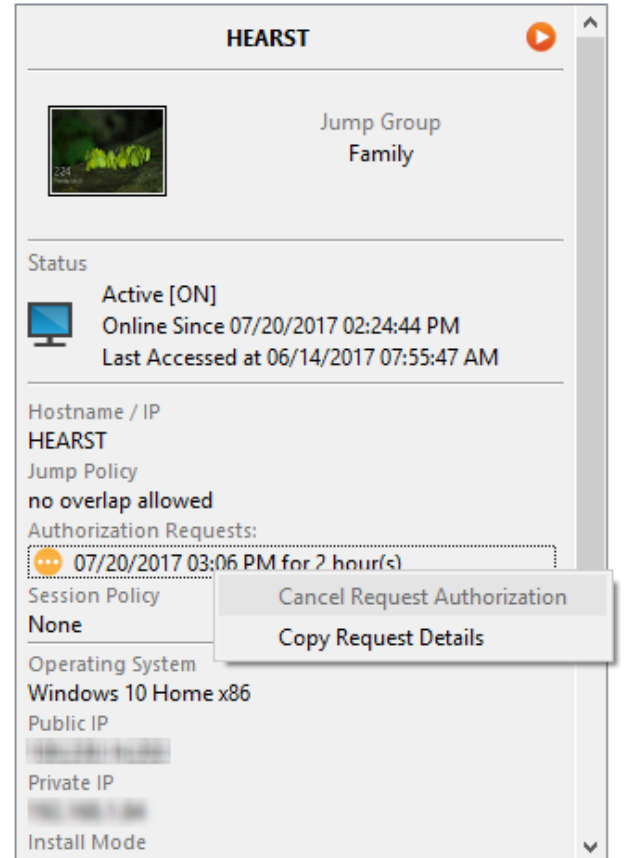 HEARST
Jump Group
Family
2:24
Status
Active [ON]
Online Since 07/20/2017 02:24:44 PM
Last Accessed at 06/14/2017 07:55:47 AM
Hostname / IP
HEARST
Jump Policy
no overlap allowed
Authorization Requests:
07/20/2017 03:06 PM for 2 hour(s)
Cancel Request Authorization
Copy Request Details
Session Policy
None
Operating System
Windows 10 Home x86
Public IP
Private IP
Install Mode